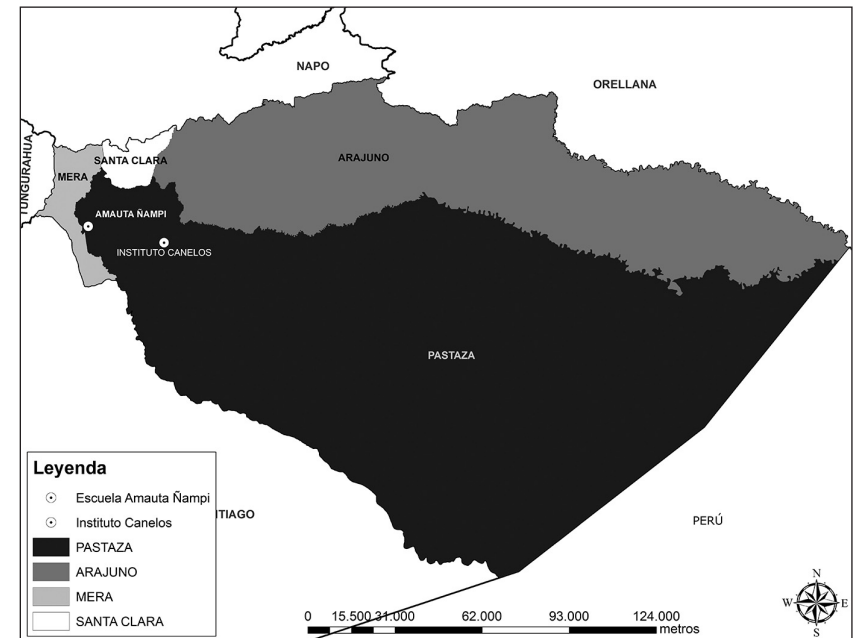 NAPO
ORELLANA
TUNGURAHUA
SANTA CLARA
ARAJUNO
MERA
AMAUTA ÑAMPI
INSTITUTO CANELOS
PASTAZA
Leyenda
Escuela Amauta Ñampi
Instituto Canelos
PASTAZA
ARAJUNO
MERA
SANTA CLARA
TIAGO
PERÚ
N
W E
S
0 15.500 31.000 62.000 93.000 124.000
metros